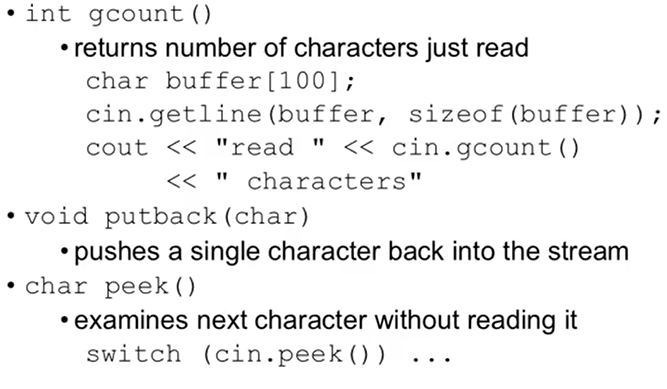 • int gcount()
• returns number of characters just read
char buffer[100];
cin.getline(buffer, sizeof(buffer));
cout << "read " << cin.gcount()
<< " characters"
• void putback(char)
• pushes a single character back into the stream
• char peek()
• examines next character without reading it
switch (cin.peek()) ...